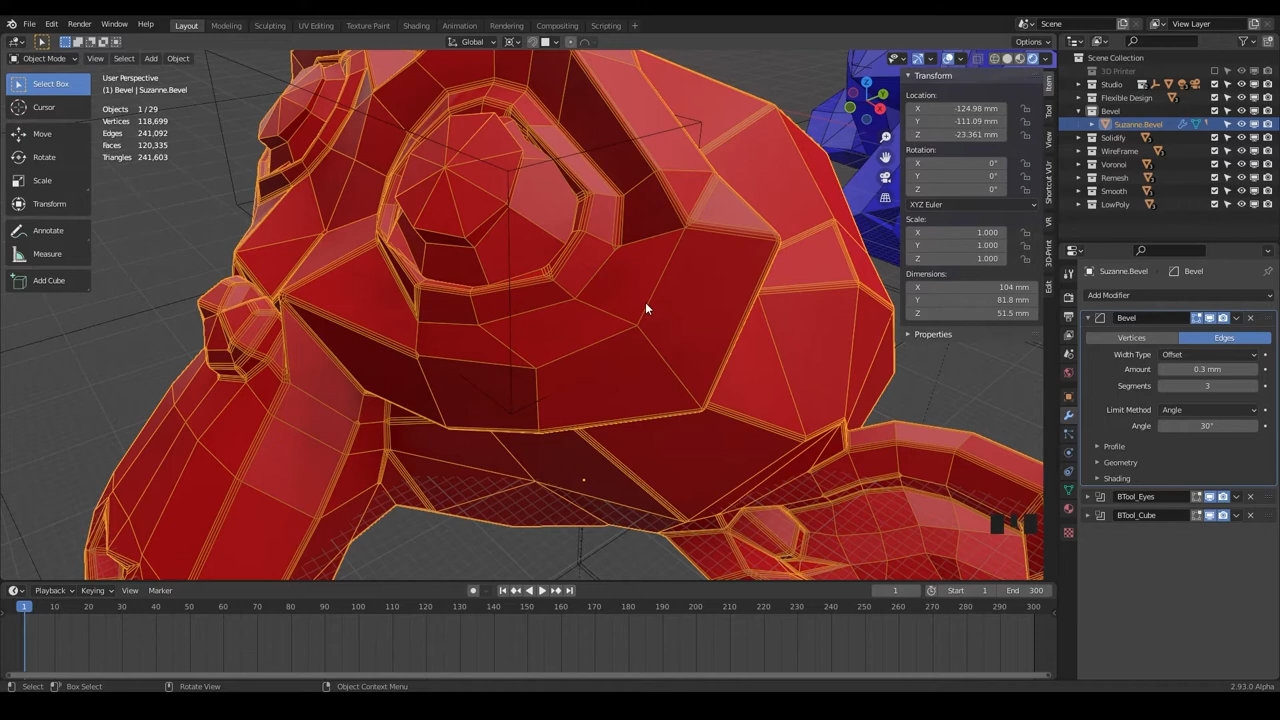 File Edit Render Window Help Layout Modeling Sculpting UV Editing Texture Paint Shading Animation Rendering Compositing Scripting + Scene View Layer
Global Options
Object Mode View Select Add Object
Select Box
Cursor
Move
Rotate
Scale
Transform
Annotate
Measure
Add Cube
User Perspective
(1) Bevel | Suzanne.Bevel
Objects 1 / 29
Vertices 118,699
Edges 241,092
Faces 120,335
Triangles 241,603
Z
X
Y
Transform
Location:
X -124.98 mm
Y -111.09 mm
Z -23.361 mm
Rotation:
X 0°
Y 0°
Z 0°
XYZ Euler
Scale:
X 1.000
Y 1.000
Z 1.000
Dimensions:
X 104 mm
Y 81.8 mm
Z 51.5 mm
Properties
Item
Tool
View
Shortcut VUr
VR
3D-Print
Edit
Scene Collection
3D Printer
Studio
Flexible Design
Bevel
Suzanne.Bevel
Solidify
WireFrame
Voronoi
Remesh
Smooth
LowPoly
Suzanne.Bevel Bevel
Add Modifier
Bevel
Vertices Edges
Width Type Offset
Amount 0.3 mm
Segments 3
Limit Method Angle
Angle 30°
Profile
Geometry
Shading
BTool_Eyes
BTool_Cube
Playback Keying View Marker 1 Start 1 End 300
1 10 20 30 40 50 60 70 80 90 100 110 120 130 140 150 160 170 180 190 200 210 220 230 240 250 260 270 280 290 300
Select Box Select Rotate View Object Context Menu 2.93.0 Alpha